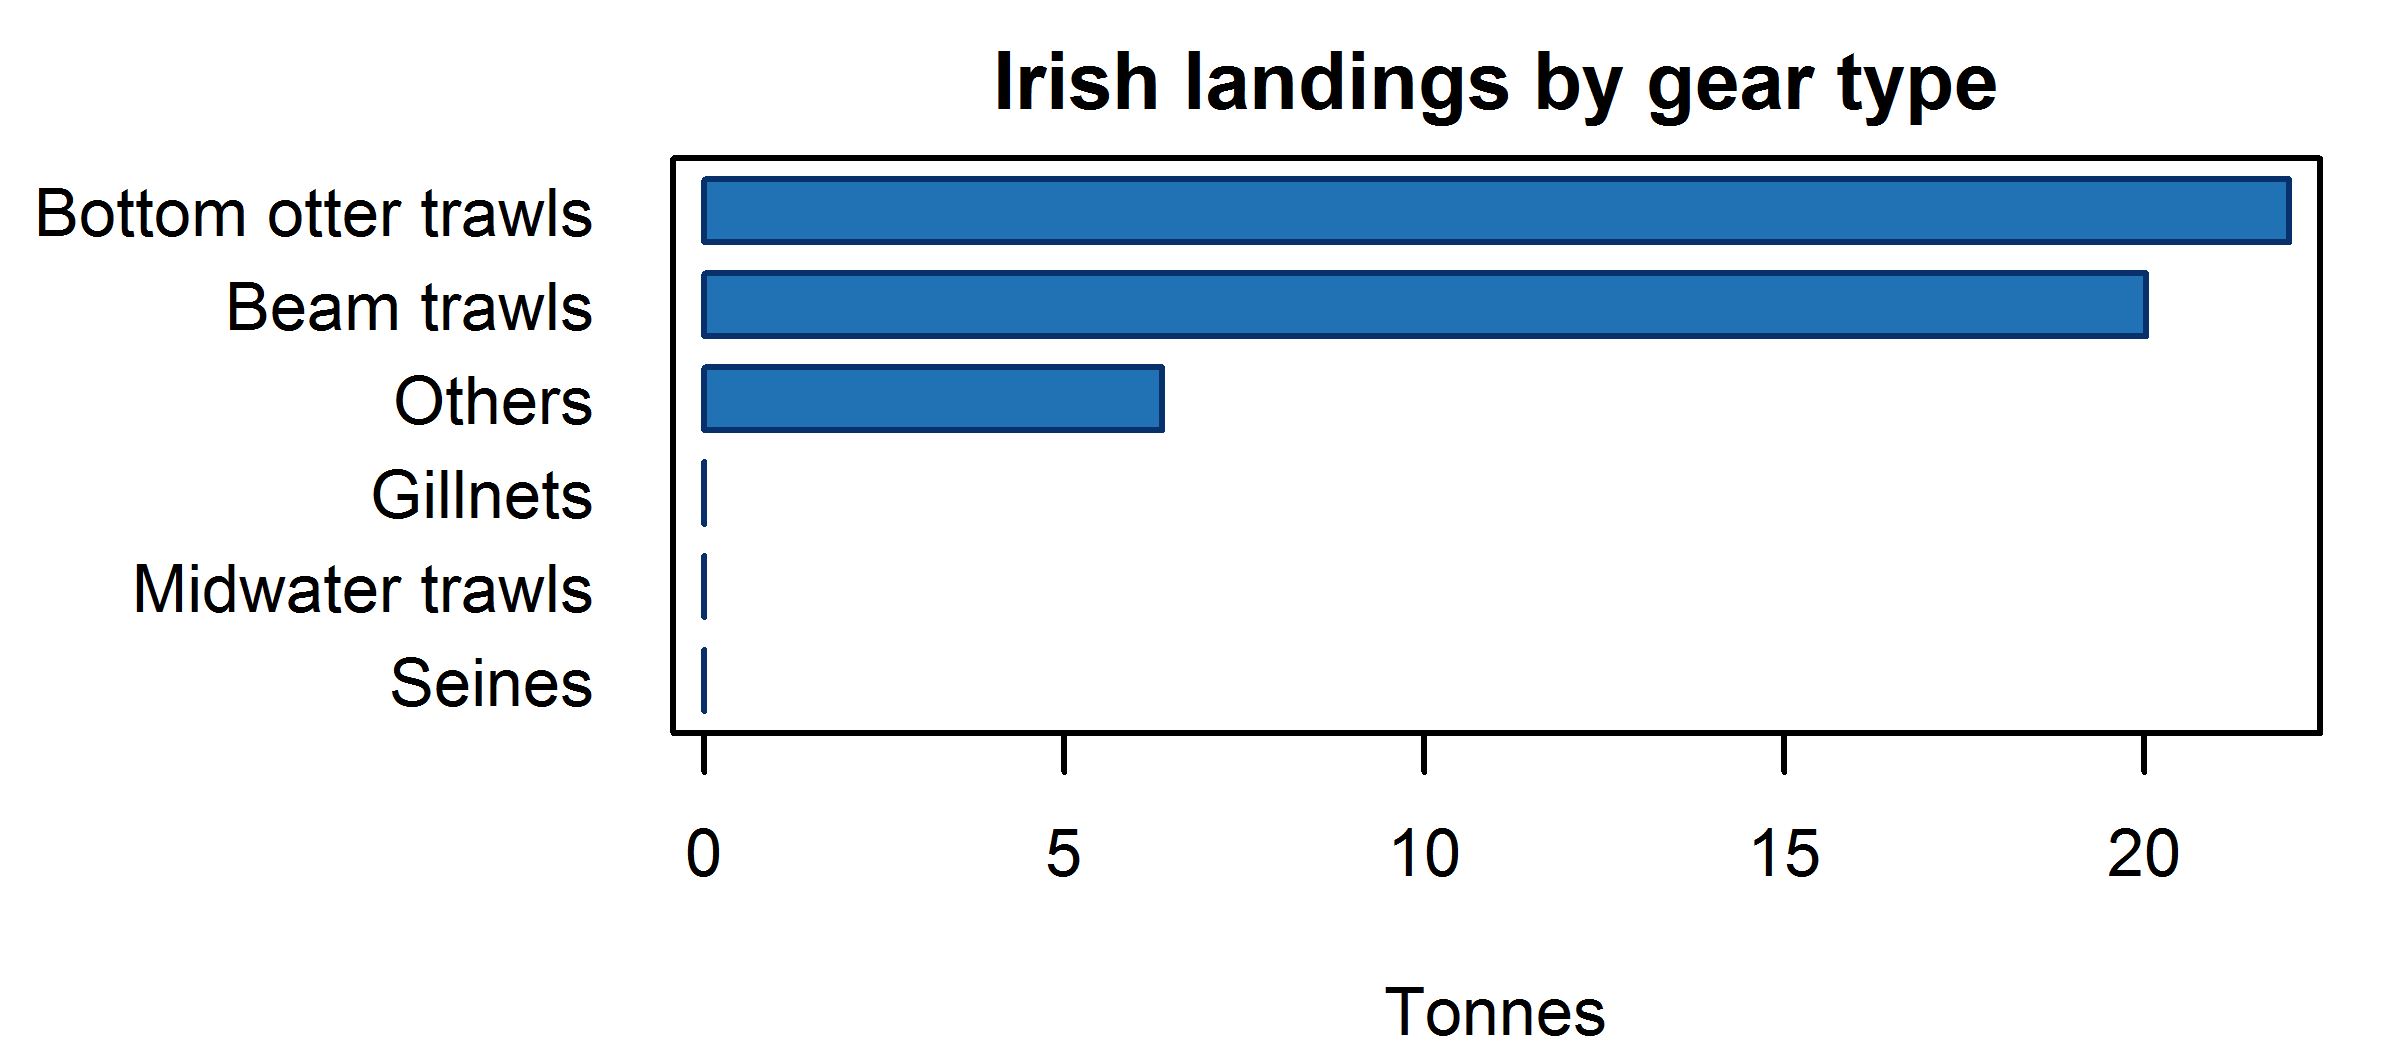 Irish landings by gear type
Bottom otter trawls
Beam trawls
Others
Gillnets
Midwater trawls
Seines
0 5 10 15 20
Tonnes